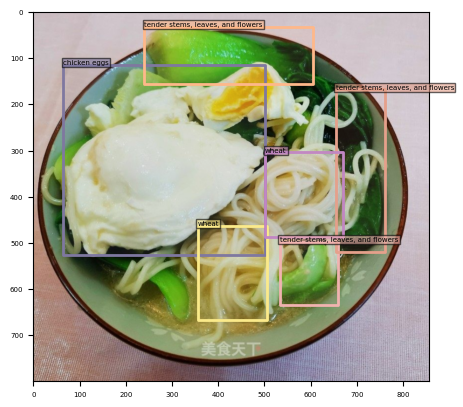 tender stems, leaves, and flowers
chicken eggs
tender stems, leaves, and flowers
wheat
wheat
tender stems, leaves, and flowers
美食天下
0
100
200
300
400
500
600
700
0 100 200 300 400 500 600 700 800